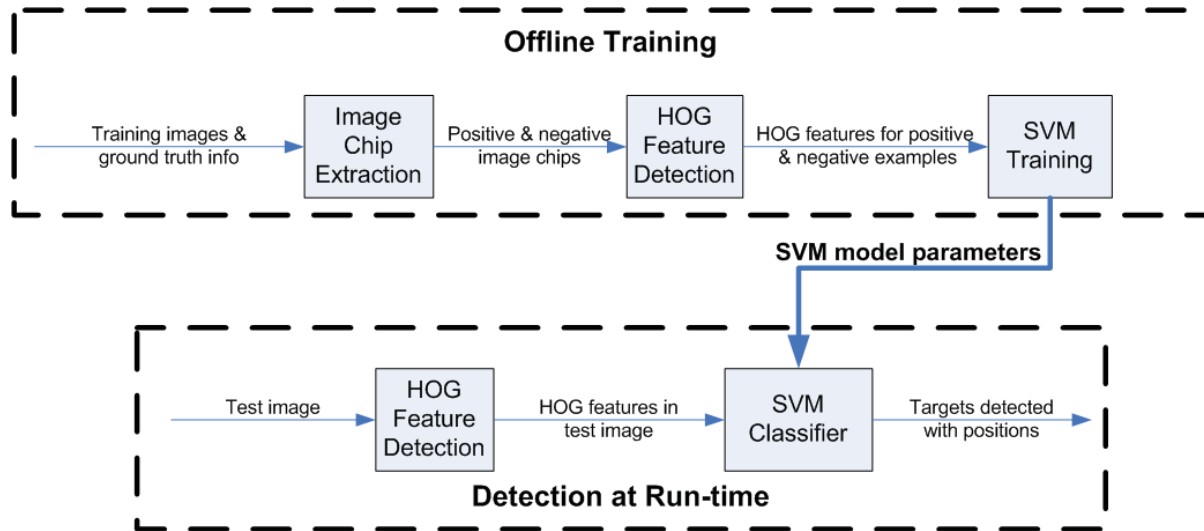 Offline Training
Training images &
ground truth info
Image
Chip
Extraction
Positive & negative
image chips
HOG
Feature
Detection
HOG features for positive
& negative examples
SVM
Training
SVM model parameters
Test image
HOG
Feature
Detection
HOG features in
test image
SVM
Classifier
Targets detected
with positions
Detection at Run-time